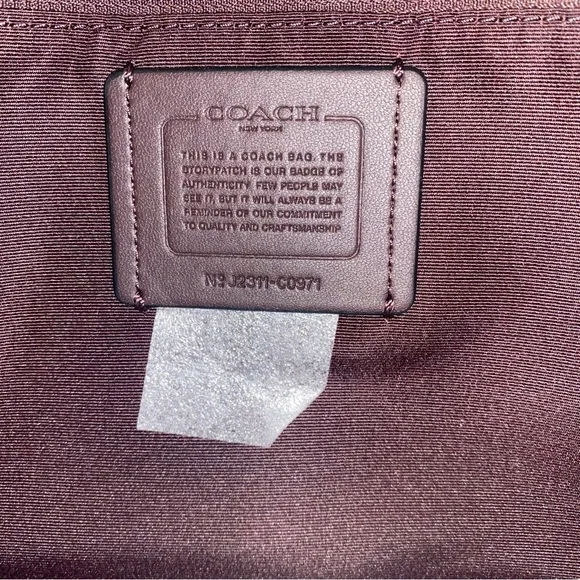 COACH
NEW YORK
THIS IS A COACH BAG. THE
STORYPATCH IS OUR BADGE OF
AUTHENTICITY. FEW PEOPLE MAY
SEE IT, BUT IT WILL ALWAYS BE A
REMINDER OF OUR COMMITMENT
TO QUALITY AND CRAFTSMANSHIP
Nº J2311-C0971